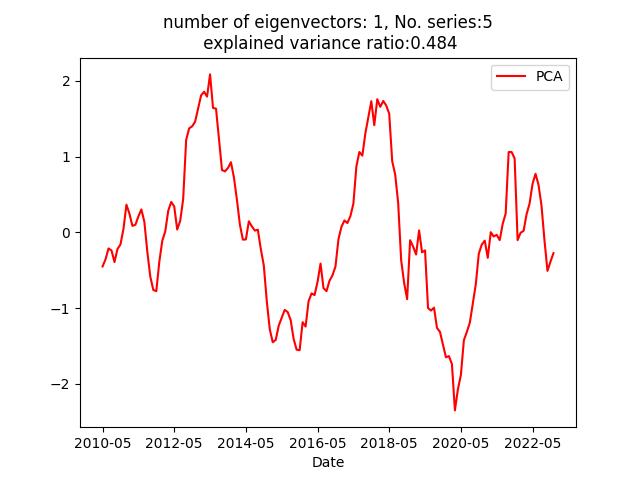 number of eigenvectors: 1, No. series:5
explained variance ratio:0.484
PCA
2
1
0
−1
−2
2010-05 2012-05 2014-05 2016-05 2018-05 2020-05 2022-05
Date